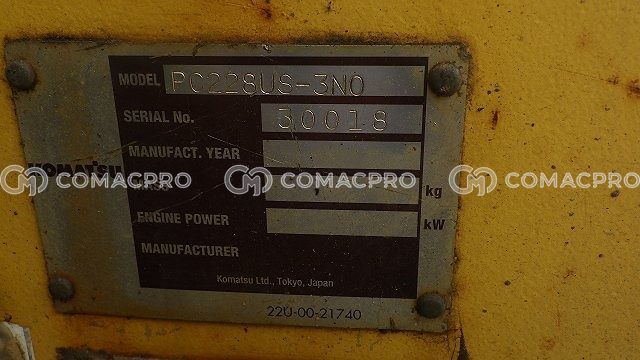 MODEL PC228US-3N0
SERIAL No. 30018
MANUFACT. YEAR
KOMATSU
MASS kg
COMACPRO COMACPRO COMACPRO
ENGINE POWER kW
MANUFACTURER
Komatsu Ltd., Tokyo, Japan
22U-00-21740